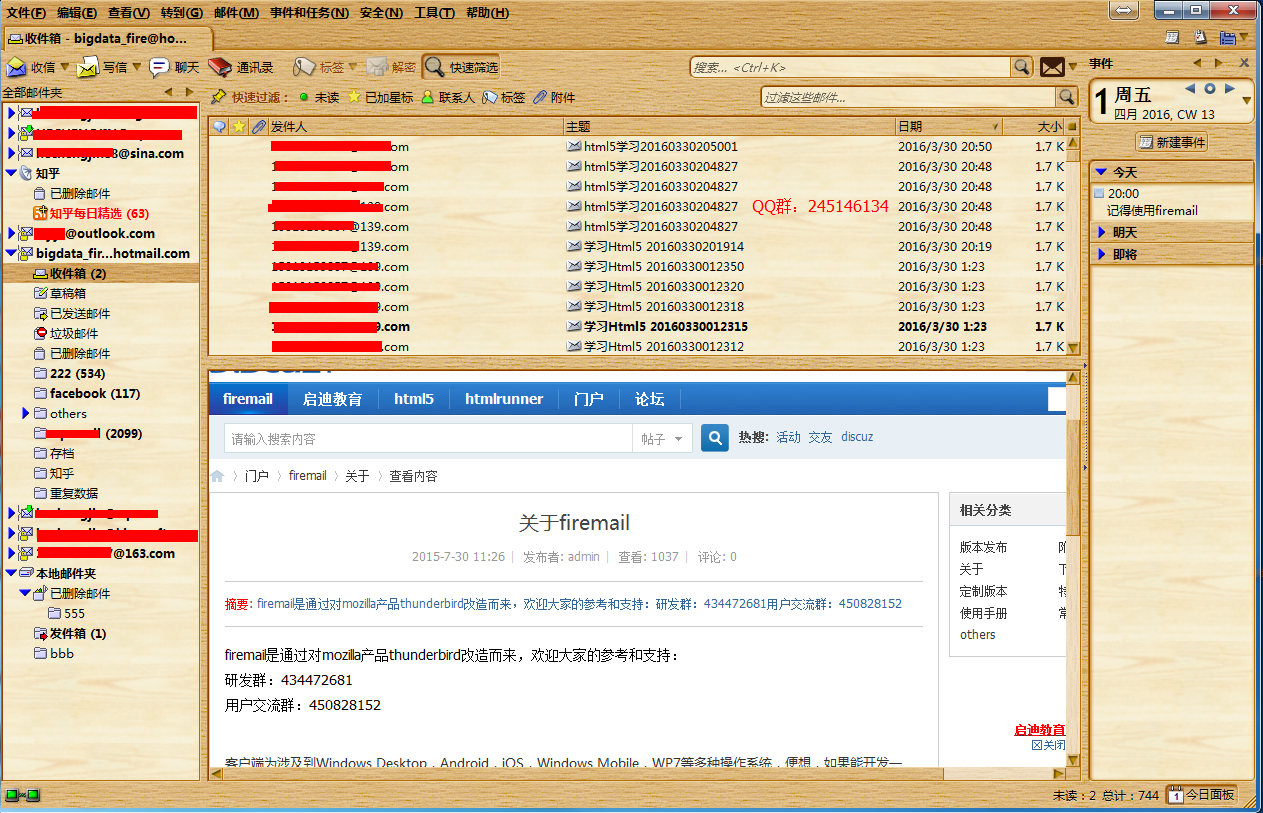 文件(F) 编辑(E) 查看(V) 转到(G) 邮件(M) 事件和任务(N) 安全(N) 工具(T) 帮助(H)
收件箱 - bigdata_fire@ho...
收信 写信 聊天 通讯录 标签 解密 快速筛选 搜索... <Ctrl+K>
全部邮件夹
3@sina.com
知乎
已删除邮件
知乎每日精选 (63)
@outlook.com
bigdata_fir...hotmail.com
收件箱 (2)
草稿箱
已发送邮件
垃圾邮件
已删除邮件
222 (534)
facebook (117)
others
(2099)
存档
知乎
重复数据
7@163.com
本地邮件夹
已删除邮件
555
发件箱 (1)
bbb
快速过滤： 未读 已加星标 联系人 标签 附件 过滤这些邮件...
发件人 主题 日期 大小
om html5学习20160330205001 2016/3/30 20:50 1.7 K
.com html5学习20160330204827 2016/3/30 20:48 1.7 K
.com html5学习20160330204827 2016/3/30 20:48 1.7 K
.com html5学习20160330204827 QQ群：245146134 2016/3/30 20:48 1.7 K
@139.com html5学习20160330204827 2016/3/30 20:48 1.7 K
@139.com 学习Html5 20160330201914 2016/3/30 20:19 1.7 K
.com 学习Html5 20160330012350 2016/3/30 1:23 1.7 K
.com 学习Html5 20160330012320 2016/3/30 1:23 1.7 K
9.com 学习Html5 20160330012318 2016/3/30 1:23 1.7 K
9.com 学习Html5 20160330012315 2016/3/30 1:23 1.7 K
.com 学习Html5 20160330012312 2016/3/30 1:23 1.7 K
firemail 启迪教育 html5 htmlrunner 门户 论坛
请输入搜索内容 帖子 热搜: 活动 交友 discuz
门户 › firemail › 关于 › 查看内容
关于firemail
2015-7-30 11:26 | 发布者: admin | 查看: 1037 | 评论: 0
摘要: firemail是通过对mozilla产品thunderbird改造而来，欢迎大家的参考和支持：研发群：434472681用户交流群：450828152
firemail是通过对mozilla产品thunderbird改造而来，欢迎大家的参考和支持：
研发群：434472681
用户交流群：450828152
客户端为涉及到Windows Desktop，Android，iOS，Windows Mobile，WP7等多种操作系统，便想，如果能开发一
相关分类
版本发布
关于 下
定制版本 特
使用手册 常
others
启迪教育
关闭
事件
1 周五
四月 2016, CW 13
新建事件
今天
20:00
记得使用firemail
明天
即将
未读：2 总计：744 1 今日面板